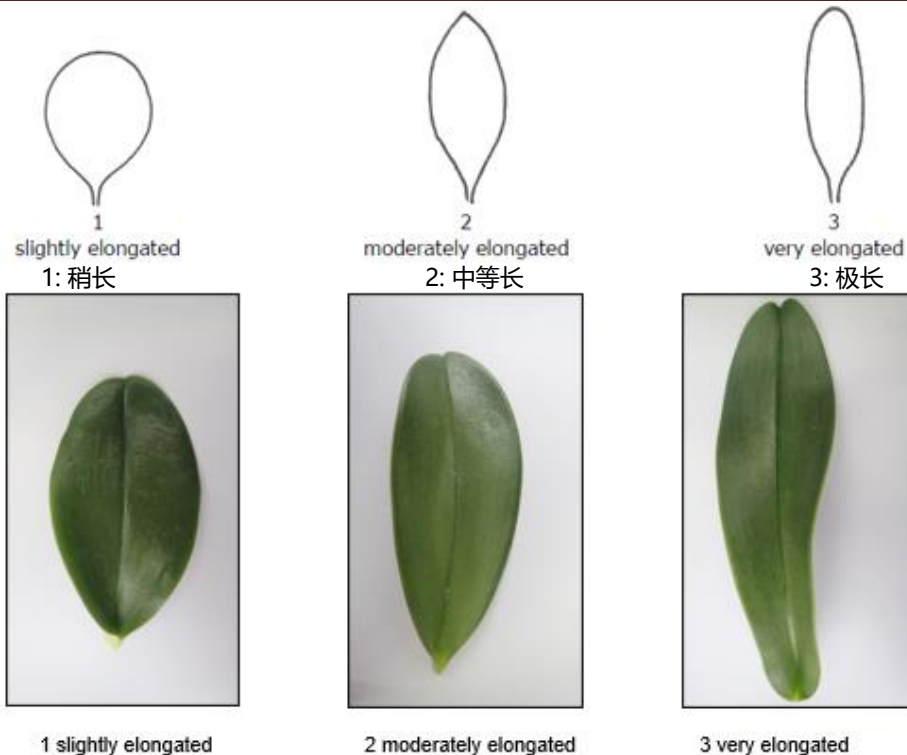 1
slightly elongated
1: 稍长
2
moderately elongated
2: 中等长
3
very elongated
3: 极长
1 slightly elongated
2 moderately elongated
3 very elongated